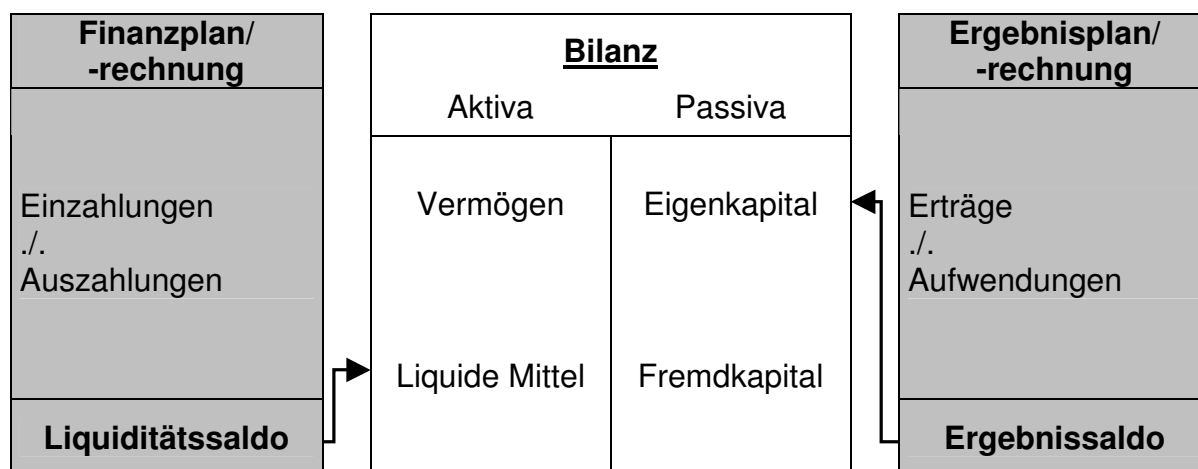 Finanzplan/
-rechnung
Einzahlungen
./.
Auszahlungen
Liquiditätssaldo
Bilanz
Aktiva Passiva
Vermögen Eigenkapital
Liquide Mittel Fremdkapital
Ergebnisplan/
-rechnung
Erträge
./.
Aufwendungen
Ergebnissaldo